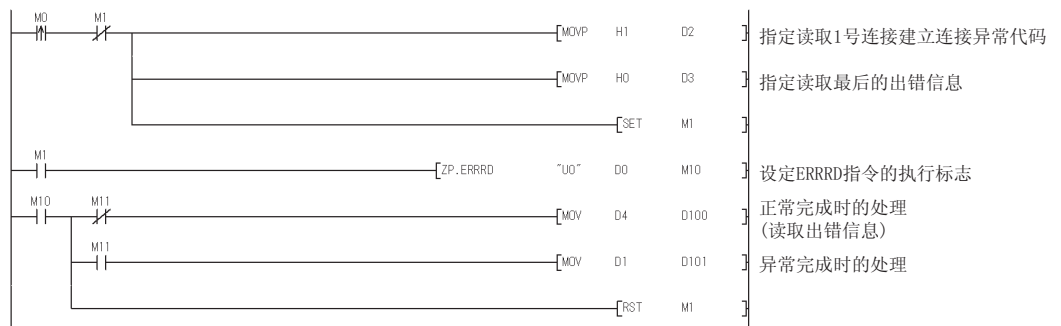 M0 M1
MOVP H1 D2 指定读取1号连接建立连接异常代码
MOVP H0 D3 指定读取最后的出错信息
SET M1
M1
ZP.ERRRD "U0" D0 M10 设定ERRRD指令的执行标志
M10 M11
MOV D4 D100 正常完成时的处理
(读取出错信息)
M11
MOV D1 D101 异常完成时的处理
RST M1